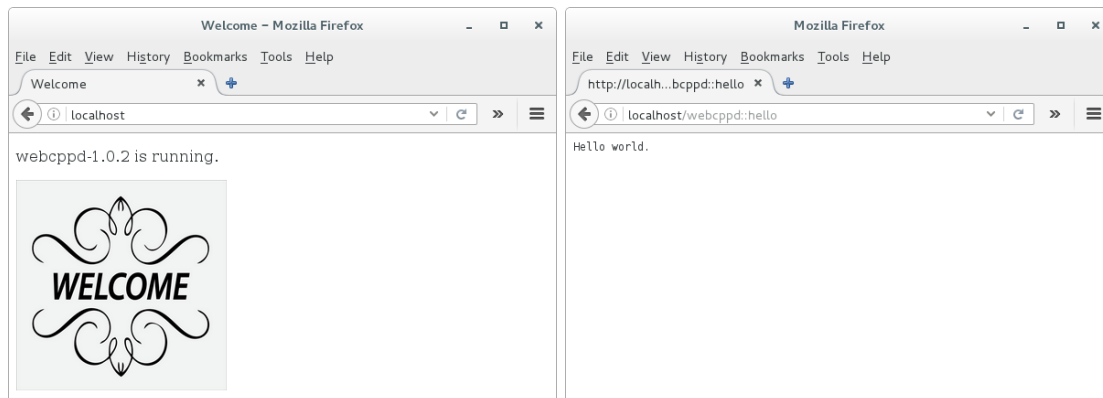 Welcome – Mozilla Firefox
File Edit View History Bookmarks Tools Help
Welcome
localhost
webcppd-1.0.2 is running.
WELCOME
Mozilla Firefox
File Edit View History Bookmarks Tools Help
http://localh...bcppd::hello
localhost/webcppd::hello
Hello world.